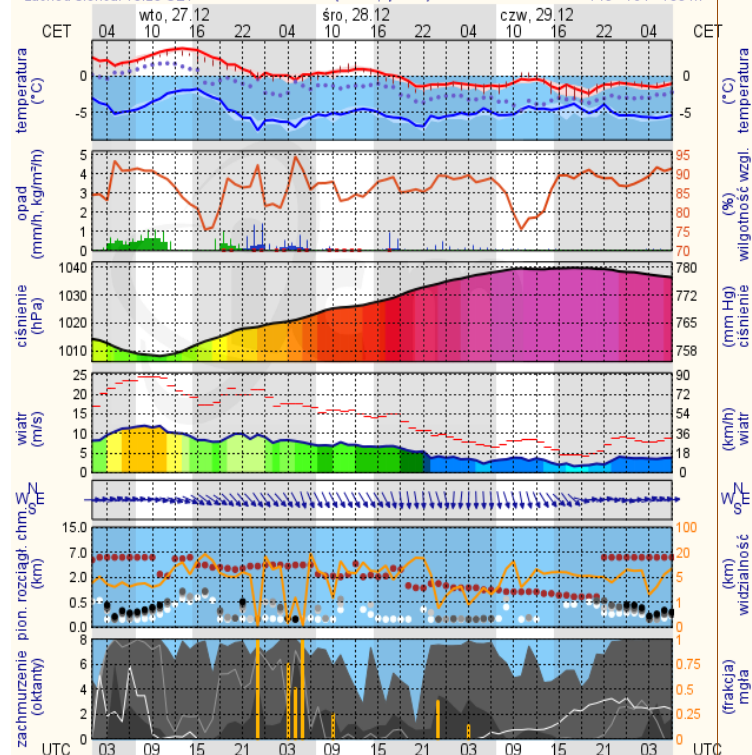 wto, 27.12 śro, 28.12 czw, 29.12
CET 04 10 16 22 04 10 16 22 04 10 16 22 04 CET
temperatura
(°C)
0
-5
0
-5
temperatura
(°C)
opad
(mm/h, kg/m²/h)
5
4
3
2
1
0
95
90
85
80
75
70
(%)
wilgotność wzgl.
ciśnienie
(hPa)
1040
1030
1020
1010
780
772
765
758
(mm Hg)
ciśnienie
wiatr
(m/s)
25
20
15
10
5
0
90
72
54
36
18
0
(km/h)
wiatr
N
W E
S
N
W E
S
pion. rozciągł. chm.
(km)
15.0
7.0
2.0
0.5
0.0
100
20
5
1
0
(km)
widzialność
zachmurzenie
(oktanty)
8
6
4
2
0
1
0.75
0.5
0.25
0
(frakcja)
mgła
UTC 03 09 15 21 03 09 15 21 03 09 15 21 03 UTC